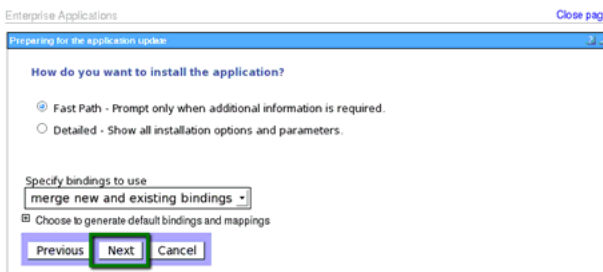 Enterprise Applications
Close pag
Preparing for the application update
How do you want to install the application?
Fast Path - Prompt only when additional information is required.
Detailed - Show all installation options and parameters.
Specify bindings to use
merge new and existing bindings
Choose to generate default bindings and mappings
Previous Next Cancel